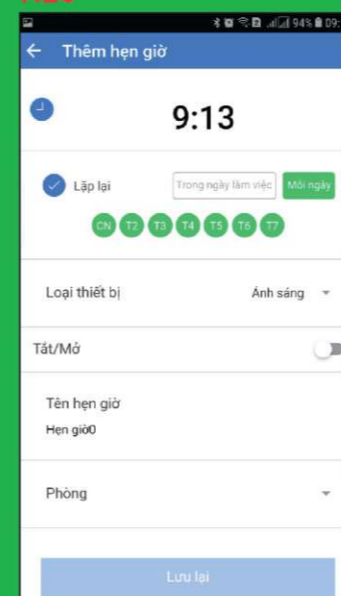 94% 09:
Thêm hẹn giờ
9:13
Lặp lại Trong ngày làm việc Mỗi ngày
CN T2 T3 T4 T5 T6 T7
Loại thiết bị Ánh sáng
Tắt/Mở
Tên hẹn giờ
Hẹn giờ0
Phòng
Lưu lại